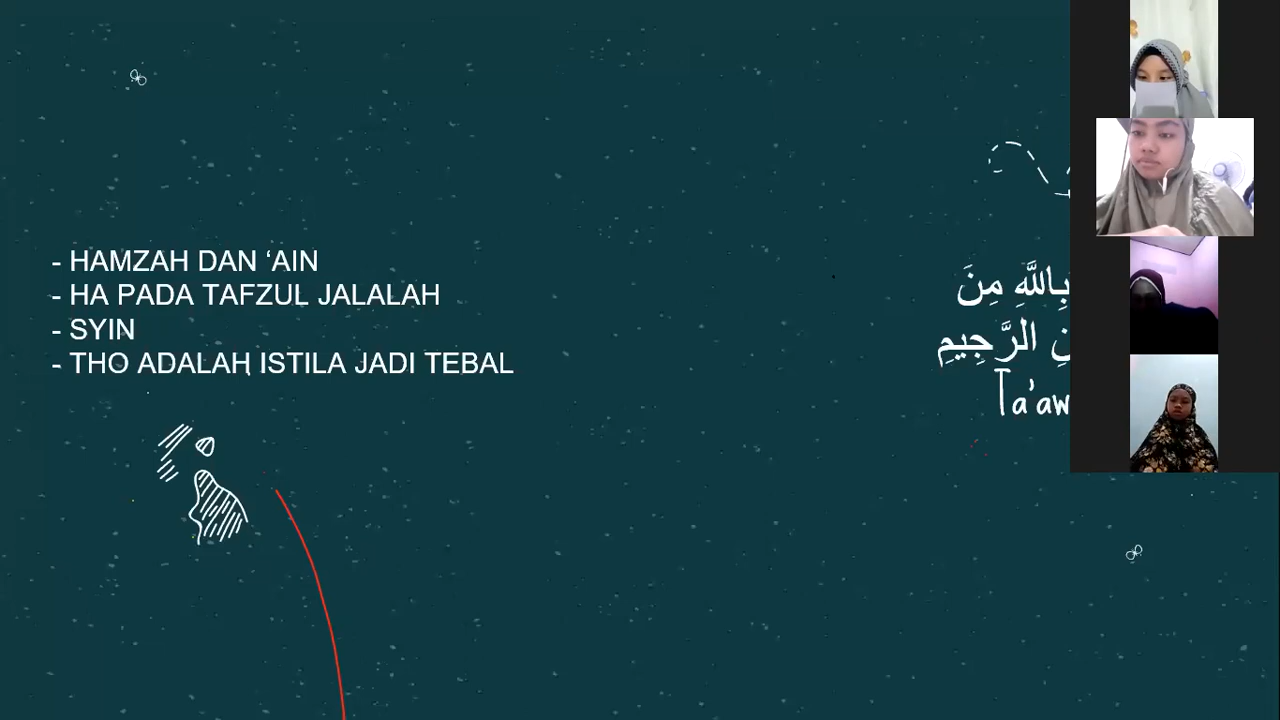 - HAMZAH DAN ‘AIN
- HA PADA TAFZUL JALALAH
- SYIN
- THO ADALAH ISTILA JADI TEBAL
بِاللَّهِ مِنَ
نِ الرَّجِيمِ
Ta'aw